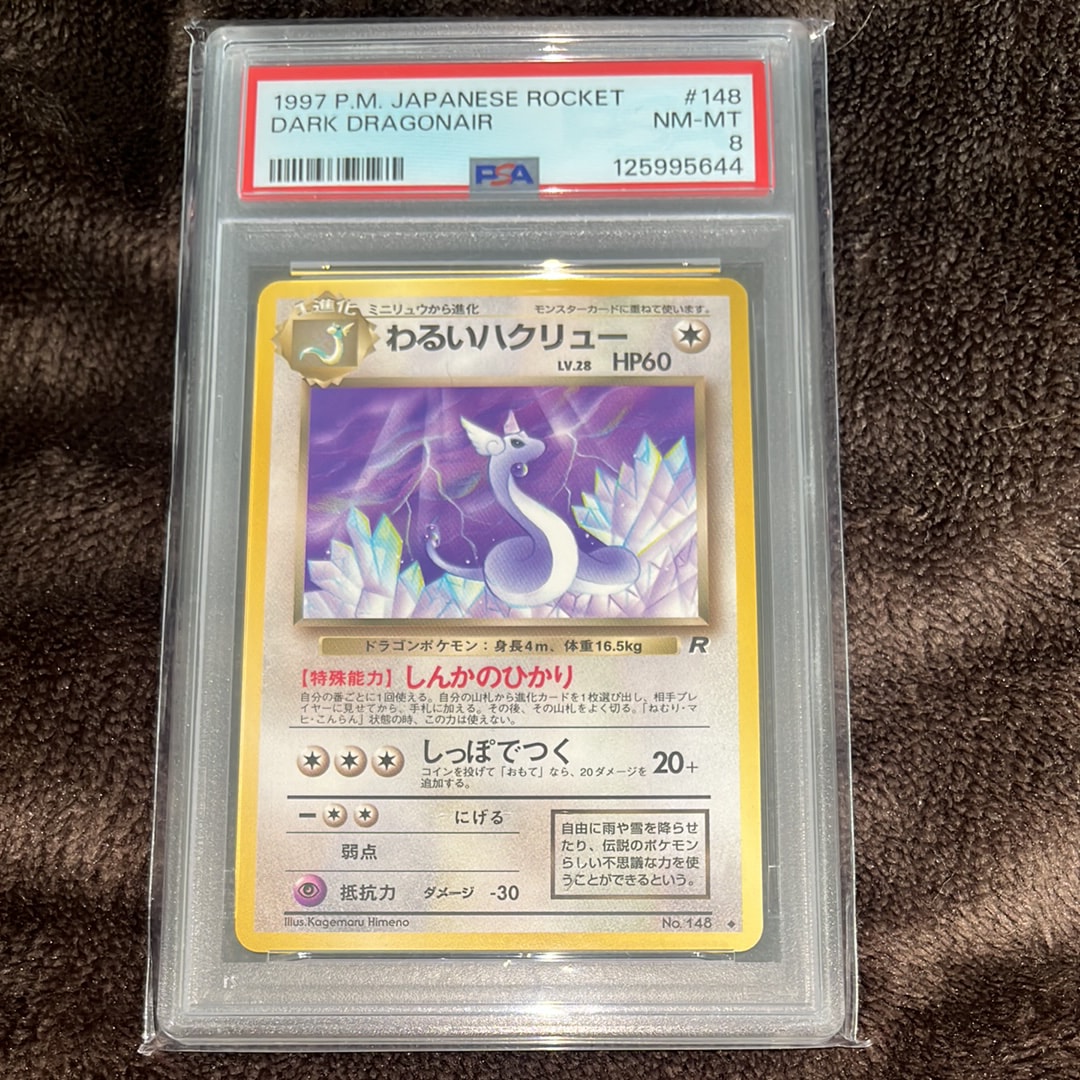 1997 P.M. JAPANESE ROCKET #148
DARK DRAGONAIR NM-MT
8
PSA 125995644
1進化 ミニリュウから進化 モンスターカードに重ねて使います。
わるいハクリュー
LV.28 HP60
ドラゴンポケモン：身長4m、体重16.5kg R
【特殊能力】しんかのひかり
自分の番ごとに1回使える。自分の山札から進化カードを1枚選び出し、相手プレ
イヤーに見せてから、手札に加える。その後、その山札をよく切る。「ねむり・マ
ヒ・こんらん」状態の時、この力は使えない。
しっぽでつく
コインを投げて「おもて」なら、20ダメージを 20+
追加する。
にげる
弱点
抵抗力 ダメージ -30
自由に雨や雪を降らせ
たり、伝説のポケモン
らしい不思議な力を使
うことができるという。
Illus.Kagemaru Himeno No. 148